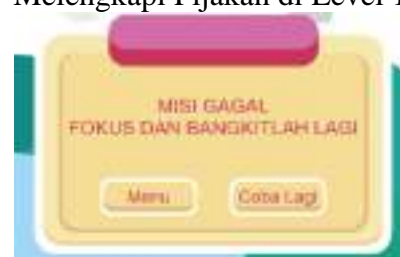 Melengkapi Pijakan di Level 1
MISI GAGAL
FOKUS DAN BANGKITLAH LAGI
Menu
Coba Lagi